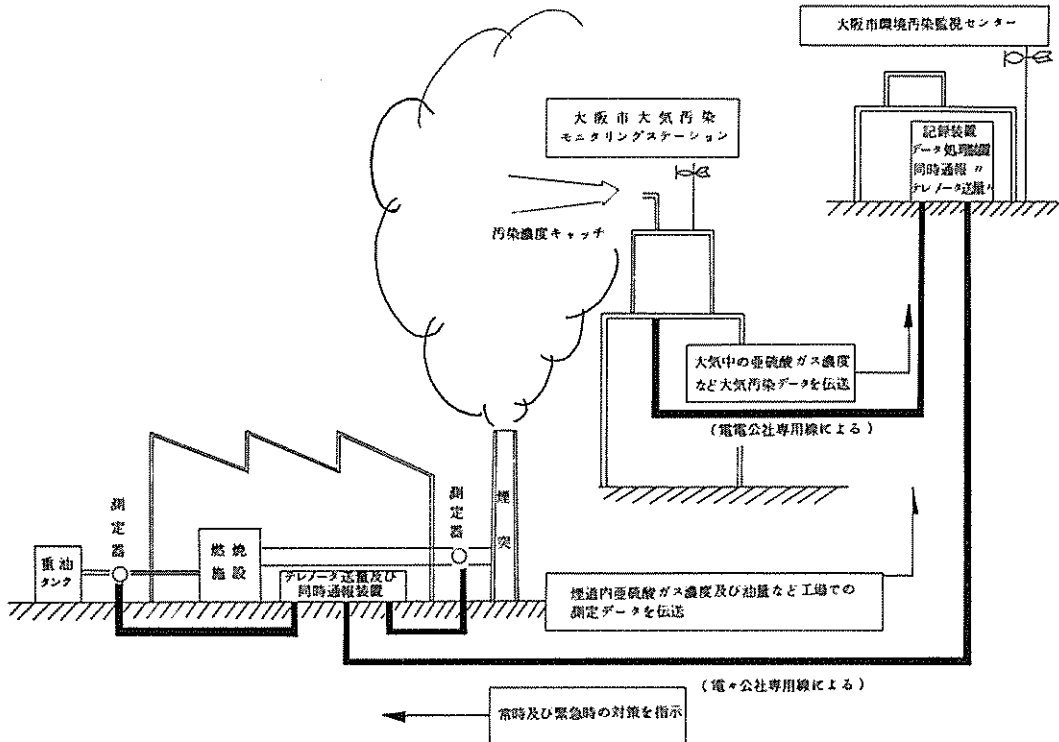 大阪市環境汚染監視センター
大阪市大気汚染
モニタリングステーション
記録装置
データ処理装置
同時通報 〃
テレメータ送量〃
汚染濃度キャッチ
大気中の亜硫酸ガス濃度
など大気汚染データを伝送
(電電公社専用線による)
測定器
測定器
煙突
重油
タンク
燃焼
施設
テレメータ送量及び
同時通報装置
煙道内亜硫酸ガス濃度及び油量など工場での
測定データを伝送
(電々公社専用線による)
常時及び緊急時の対策を指示